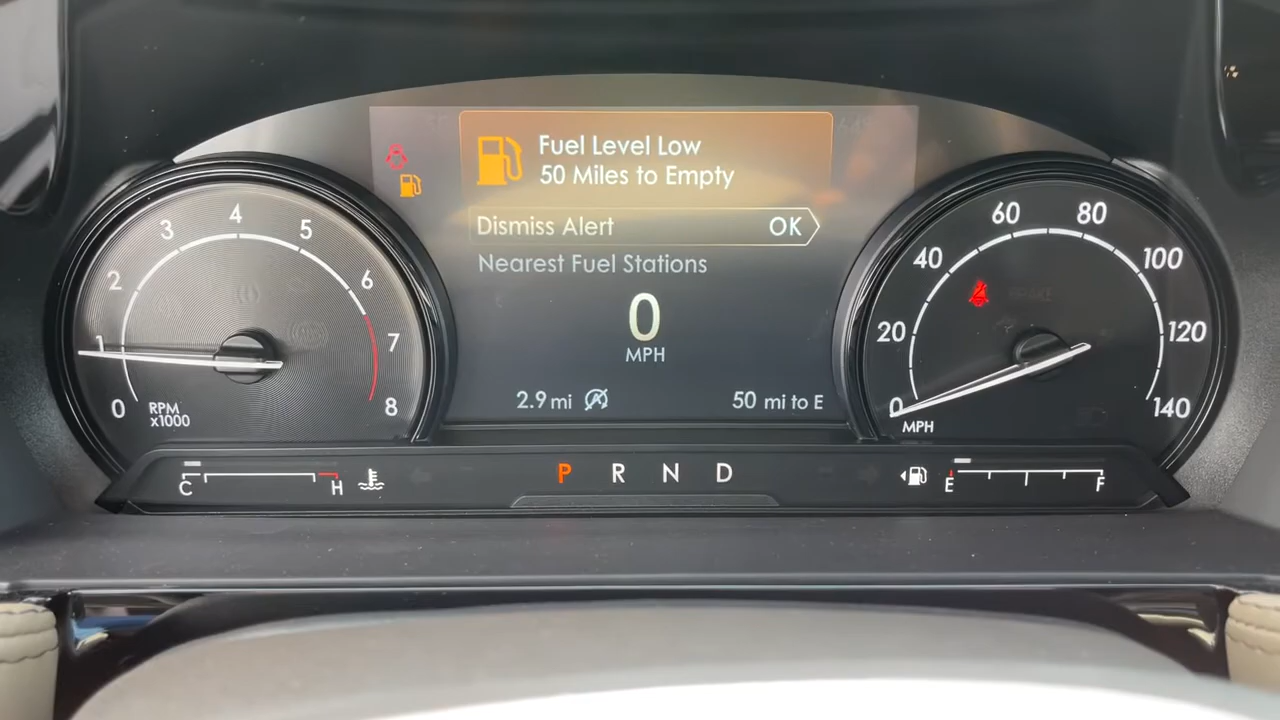 Fuel Level Low
50 Miles to Empty
Dismiss Alert OK
Nearest Fuel Stations
0
MPH
2.9 mi 50 mi to E
0 1 2 3 4 5 6 7 8
RPM
x1000
0 20 40 60 80 100 120 140
BRAKE
MPH
C H
P R N D
E F